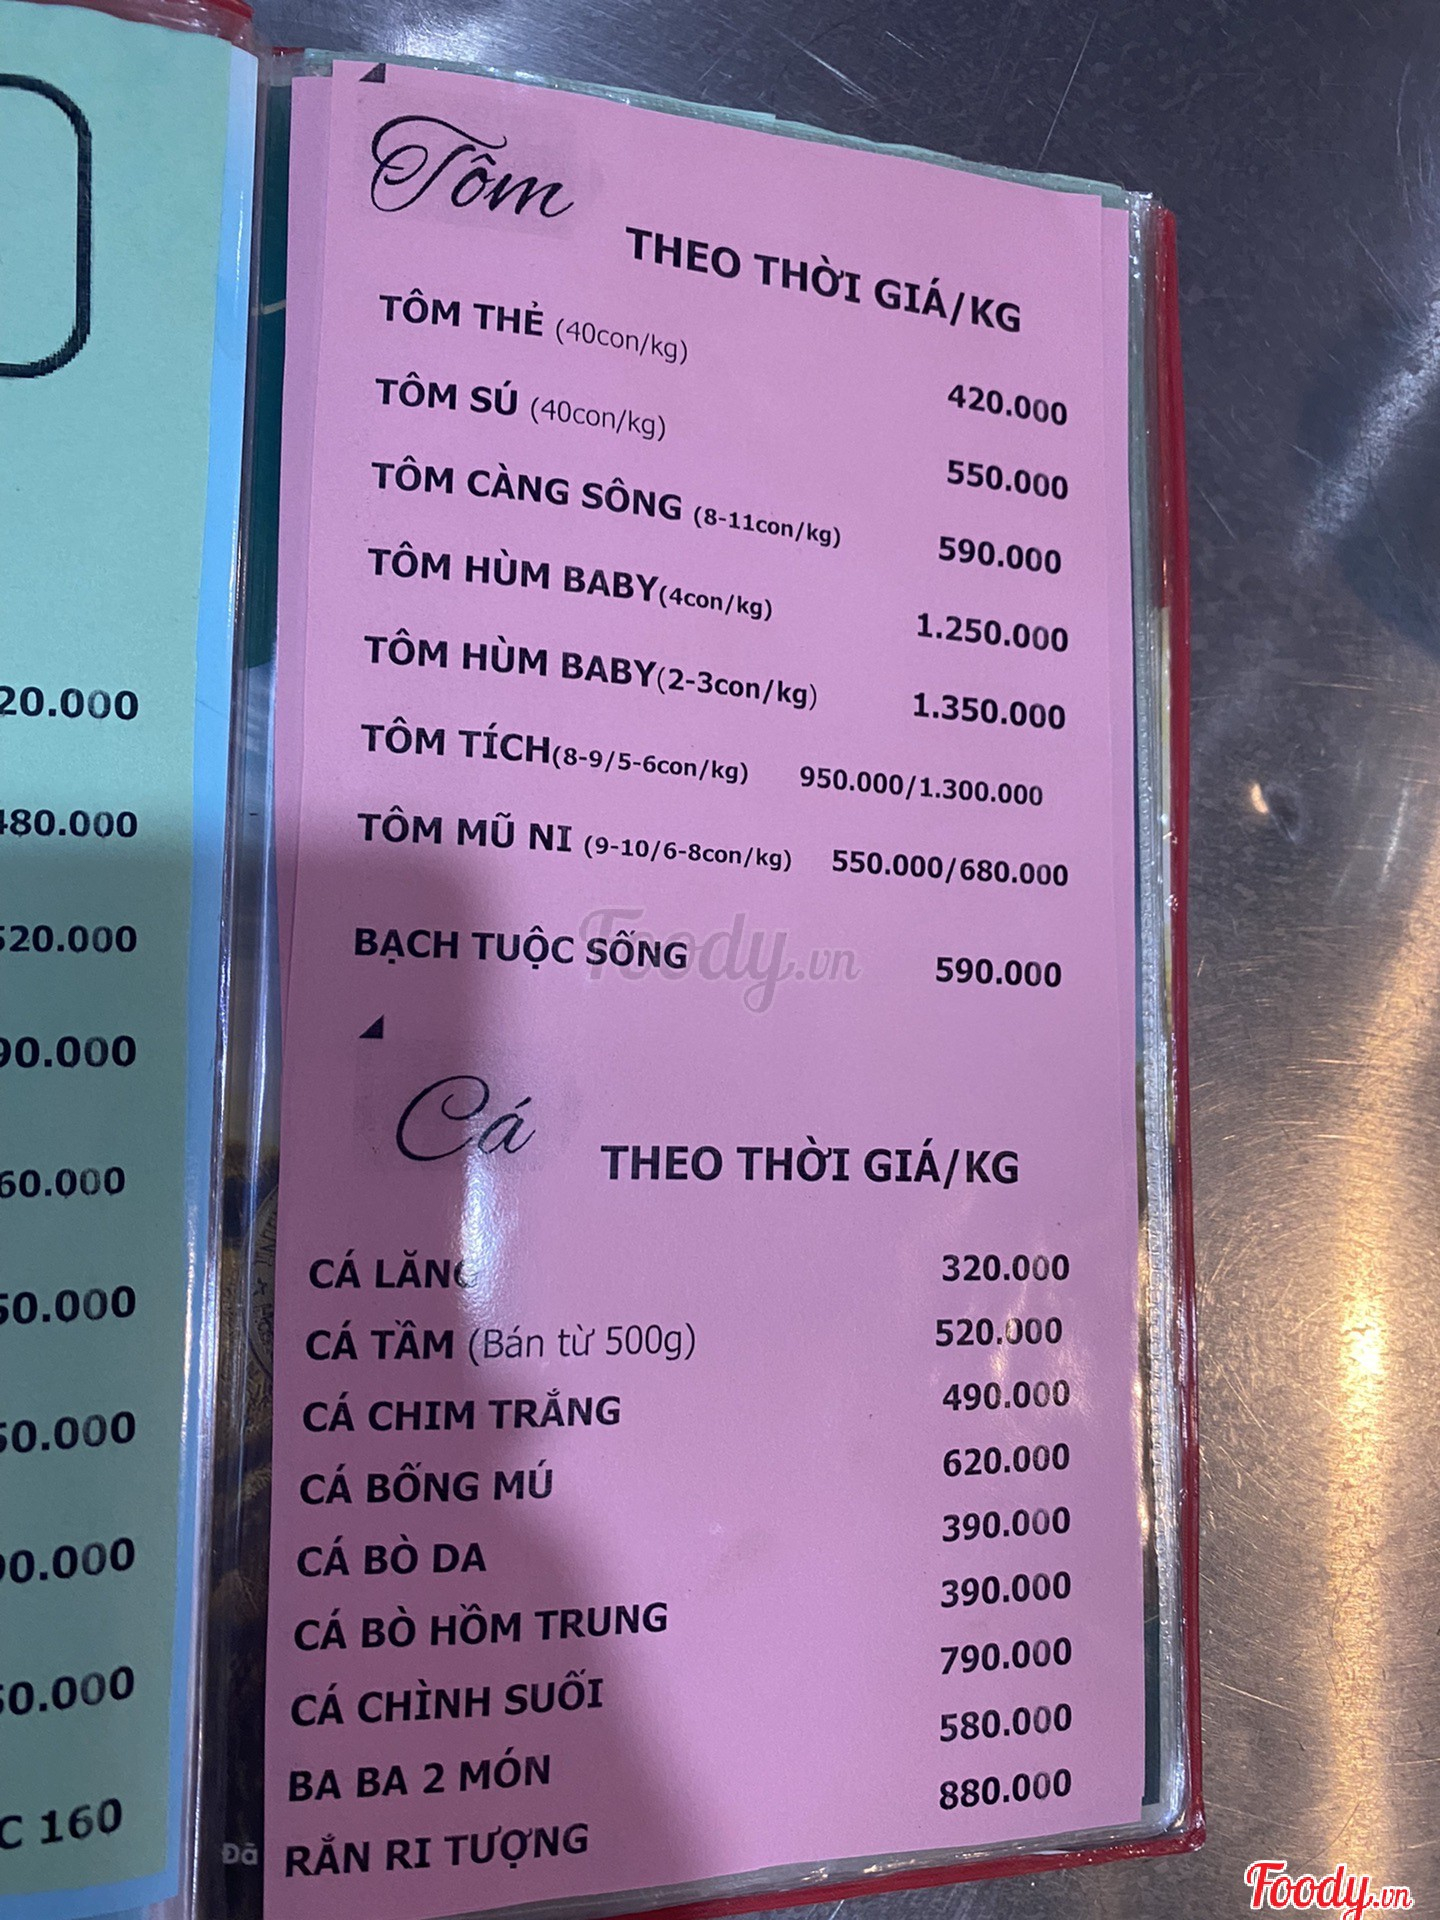 Tôm
THEO THỜI GIÁ/KG
TÔM THẺ (40con/kg) 420.000
TÔM SÚ (40con/kg) 550.000
TÔM CÀNG SÔNG (8-11con/kg) 590.000
TÔM HÙM BABY(4con/kg) 1.250.000
TÔM HÙM BABY(2-3con/kg) 1.350.000
TÔM TÍCH(8-9/5-6con/kg) 950.000/1.300.000
TÔM MŨ NI (9-10/6-8con/kg) 550.000/680.000
BẠCH TUỘC SỐNG 590.000
Foody.vn
Cá
THEO THỜI GIÁ/KG
CÁ LĂNG 320.000
CÁ TẦM (Bán từ 500g) 520.000
CÁ CHIM TRẮNG 490.000
CÁ BỐNG MÚ 620.000
CÁ BÒ DA 390.000
CÁ BÒ HÒM TRUNG 390.000
CÁ CHÌNH SUỐI 790.000
BA BA 2 MÓN 580.000
RẮN RI TƯỢNG 880.000
Đã
20.000
480.000
520.000
90.000
60.000
50.000
50.000
90.000
50.000
C 160
Foody.vn